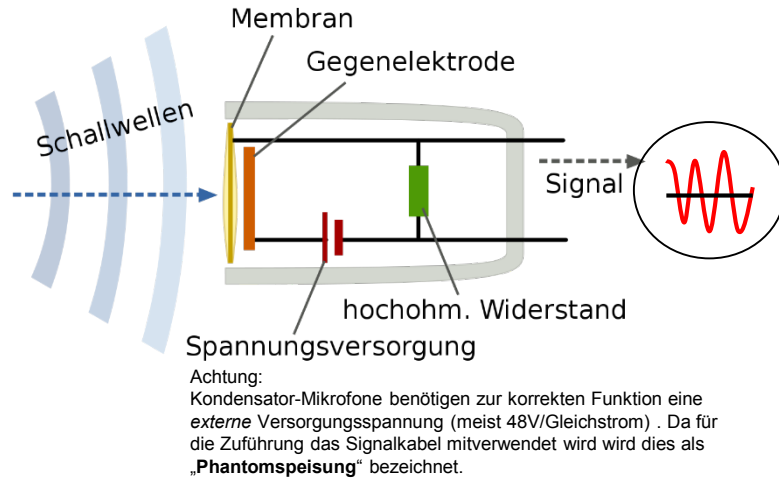 Membran
Gegenelektrode
Schallwellen
Signal
hochohm. Widerstand
Spannungsversorgung
Achtung:
Kondensator-Mikrofone benötigen zur korrekten Funktion eine
externe Versorgungsspannung (meist 48V/Gleichstrom) . Da für
die Zuführung das Signalkabel mitverwendet wird wird dies als
„Phantomspeisung“ bezeichnet.